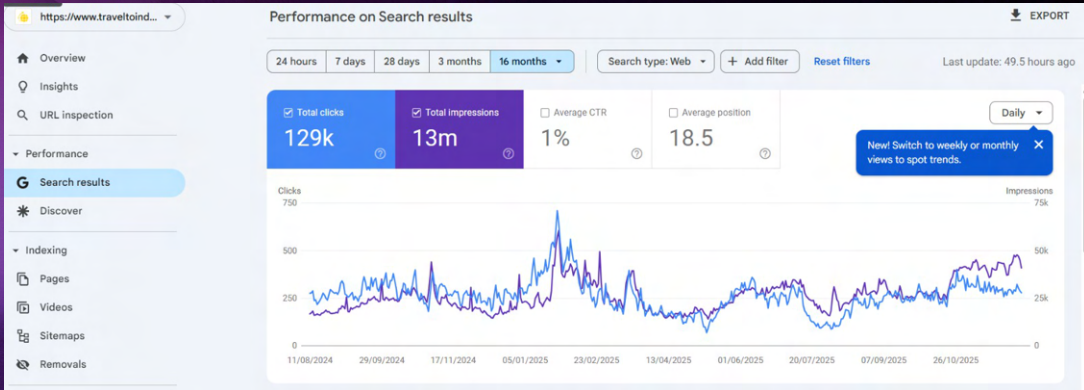 https://www.traveltoind...
Performance on Search results
EXPORT
24 hours
7 days
28 days
3 months
16 months
Search type: Web
+ Add filter
Reset filters
Last update: 49.5 hours ago
Overview
Insights
URL inspection
Performance
Search results
Discover
Indexing
Pages
Videos
Sitemaps
Removals
Total clicks
129k
Total impressions
13m
Average CTR
1%
Average position
18.5
Daily
New! Switch to weekly or monthly
views to spot trends.
Clicks
Impressions
750
500
250
0
75k
50k
25k
0
11/08/2024
29/09/2024
17/11/2024
05/01/2025
23/02/2025
13/04/2025
01/06/2025
20/07/2025
07/09/2025
26/10/2025